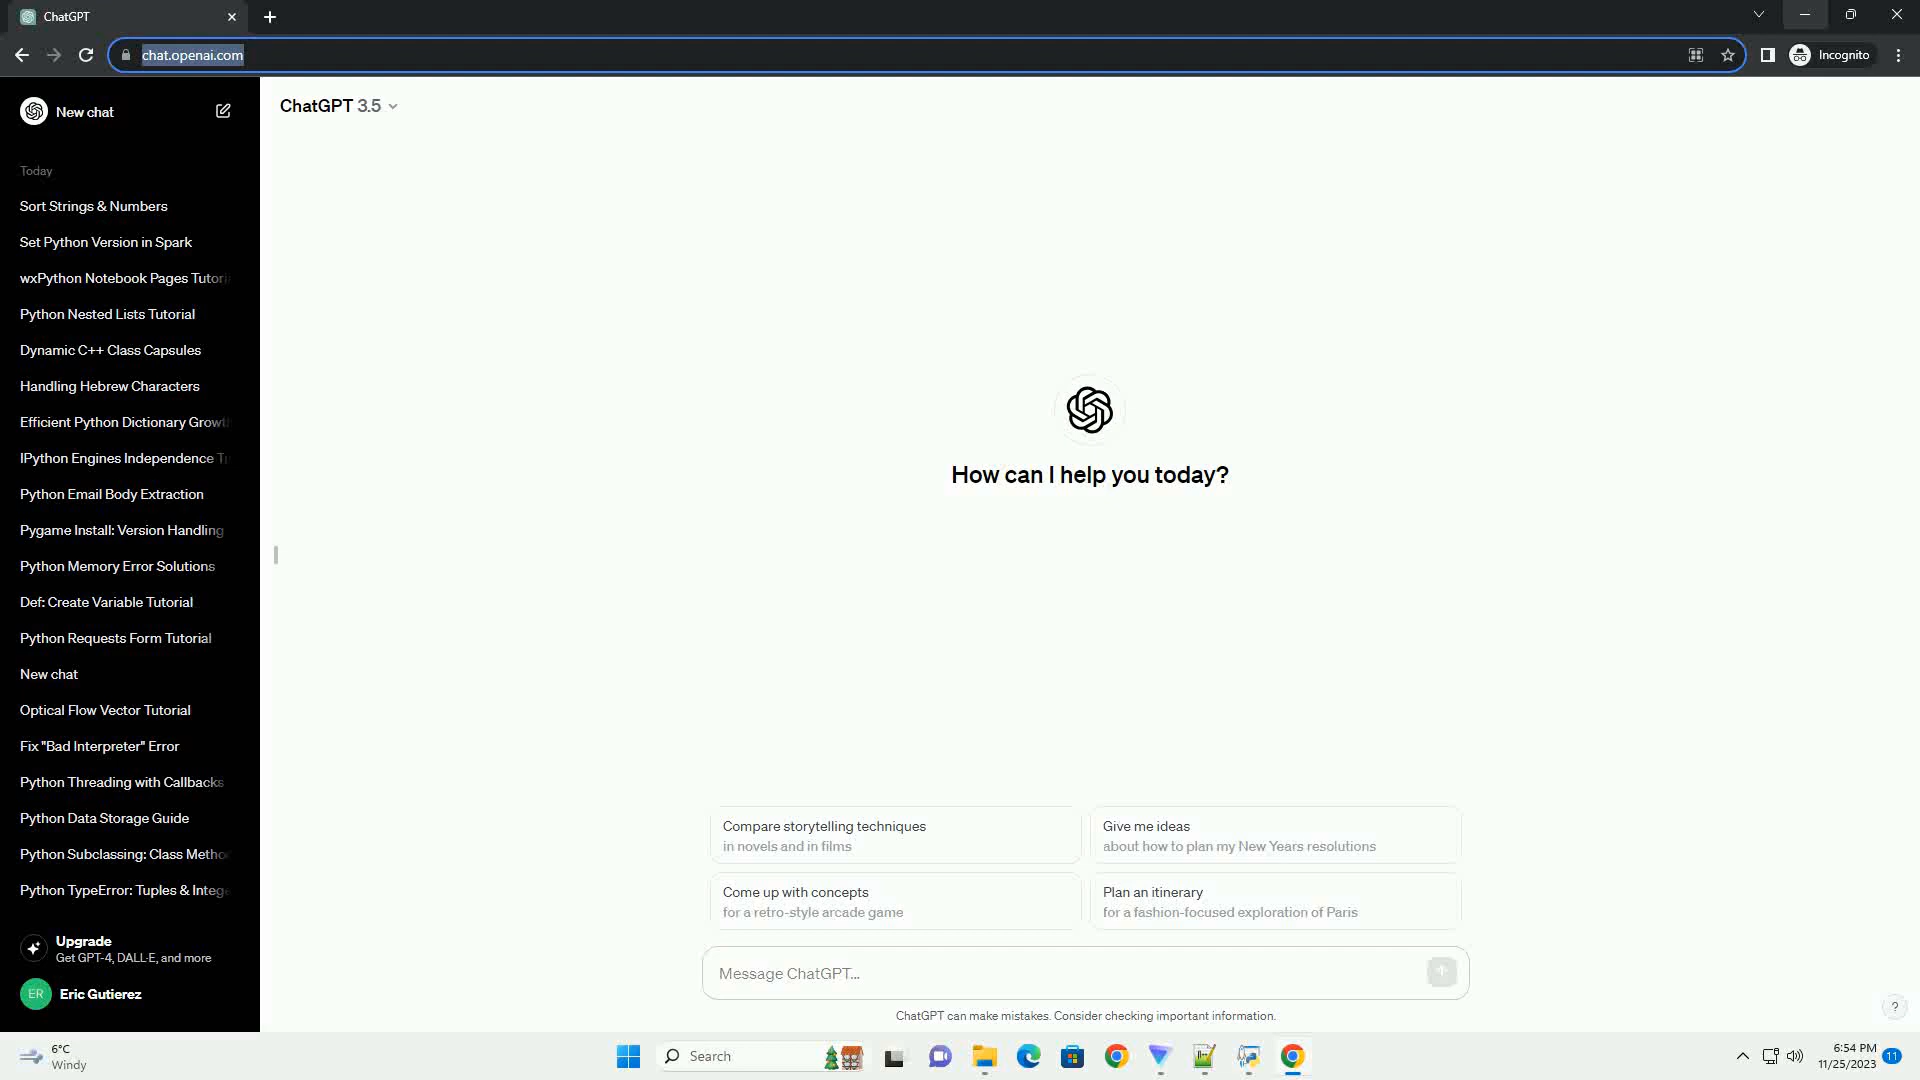 ChatGPT
chat.openai.com
Incognito
New chat
ChatGPT 3.5
Today
Sort Strings & Numbers
Set Python Version in Spark
wxPython Notebook Pages Tutori
Python Nested Lists Tutorial
Dynamic C++ Class Capsules
Handling Hebrew Characters
Efficient Python Dictionary Growt
IPython Engines Independence T
Python Email Body Extraction
Pygame Install: Version Handling
Python Memory Error Solutions
Def: Create Variable Tutorial
Python Requests Form Tutorial
New chat
Optical Flow Vector Tutorial
Fix "Bad Interpreter" Error
Python Threading with Callbacks
Python Data Storage Guide
Python Subclassing: Class Metho
Python TypeError: Tuples & Intege
Upgrade
Get GPT-4, DALL·E, and more
ER
Eric Gutierez
How can I help you today?
Compare storytelling techniques
in novels and in films
Give me ideas
about how to plan my New Years resolutions
Come up with concepts
for a retro-style arcade game
Plan an itinerary
for a fashion-focused exploration of Paris
Message ChatGPT...
ChatGPT can make mistakes. Consider checking important information.
?
6°C
Windy
Search
6:54 PM
11/25/2023
11